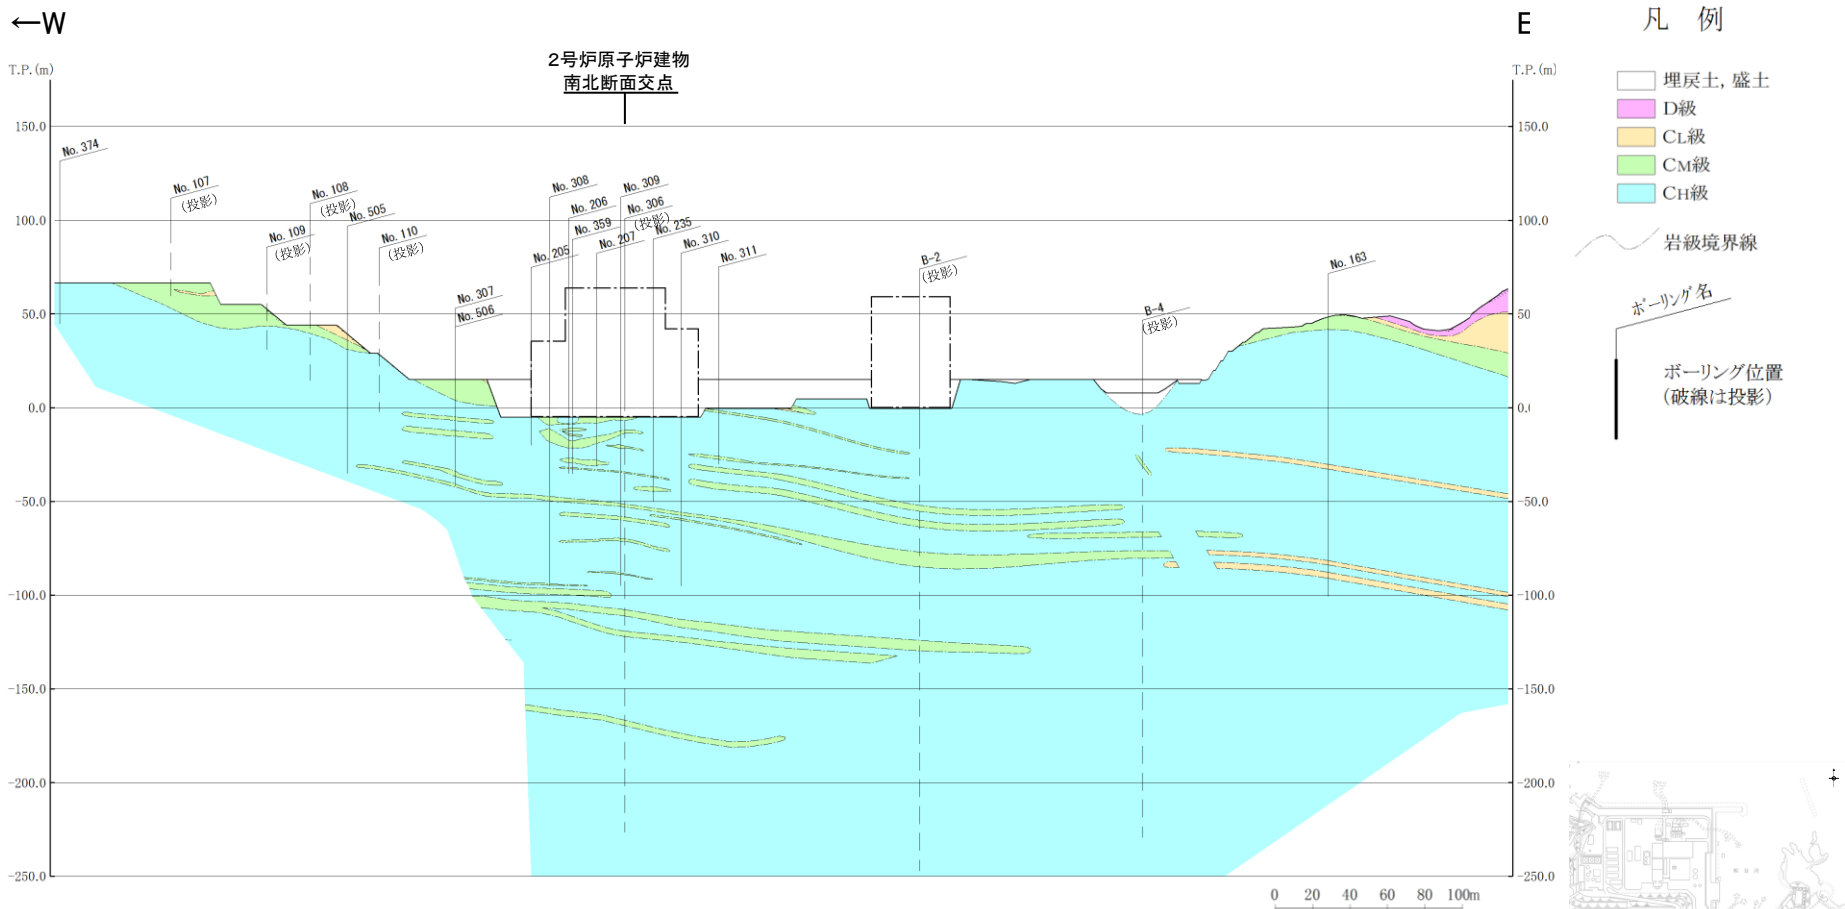 ←W
E
凡 例
2号炉原子炉建物
南北断面交点
T.P.(m)
T.P.(m)
埋戻土, 盛土
D級
CL級
CM級
CH級
岩級境界線
ボーリング名
ボーリング位置
(破線は投影)
150.0
150.0
No. 374
No. 107
(投影)
No. 108
(投影)
No. 505
No. 109
(投影)
No. 110
(投影)
No. 308
No. 309
No. 206
No. 306
(投影)
No. 359
No. 207
No. 235
No. 205
No. 310
No. 311
B-2
(投影)
No. 163
No. 307
No. 506
B-4
(投影)
100.0
100.0
50.0
50
0.0
0.0
-50.0
-50.0
-100.0
-100.0
-150.0
-150.0
-200.0
-200.0
-250.0
-250.0
0 20 40 60 80 100m